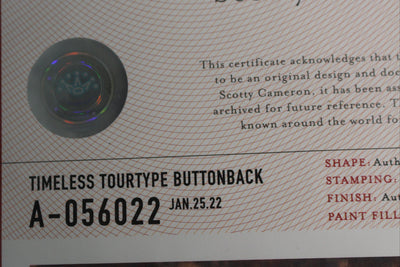 This certificate acknowledges that
to be an original design and doc
Scotty Cameron, it has been as
archived for future reference. T
known around the world fo
TIMELESS TOURTYPE BUTTONBACK
A-056022 JAN.25.22
SHAPE: Auth
STAMPING:
FINISH: Aut
PAINT FILL